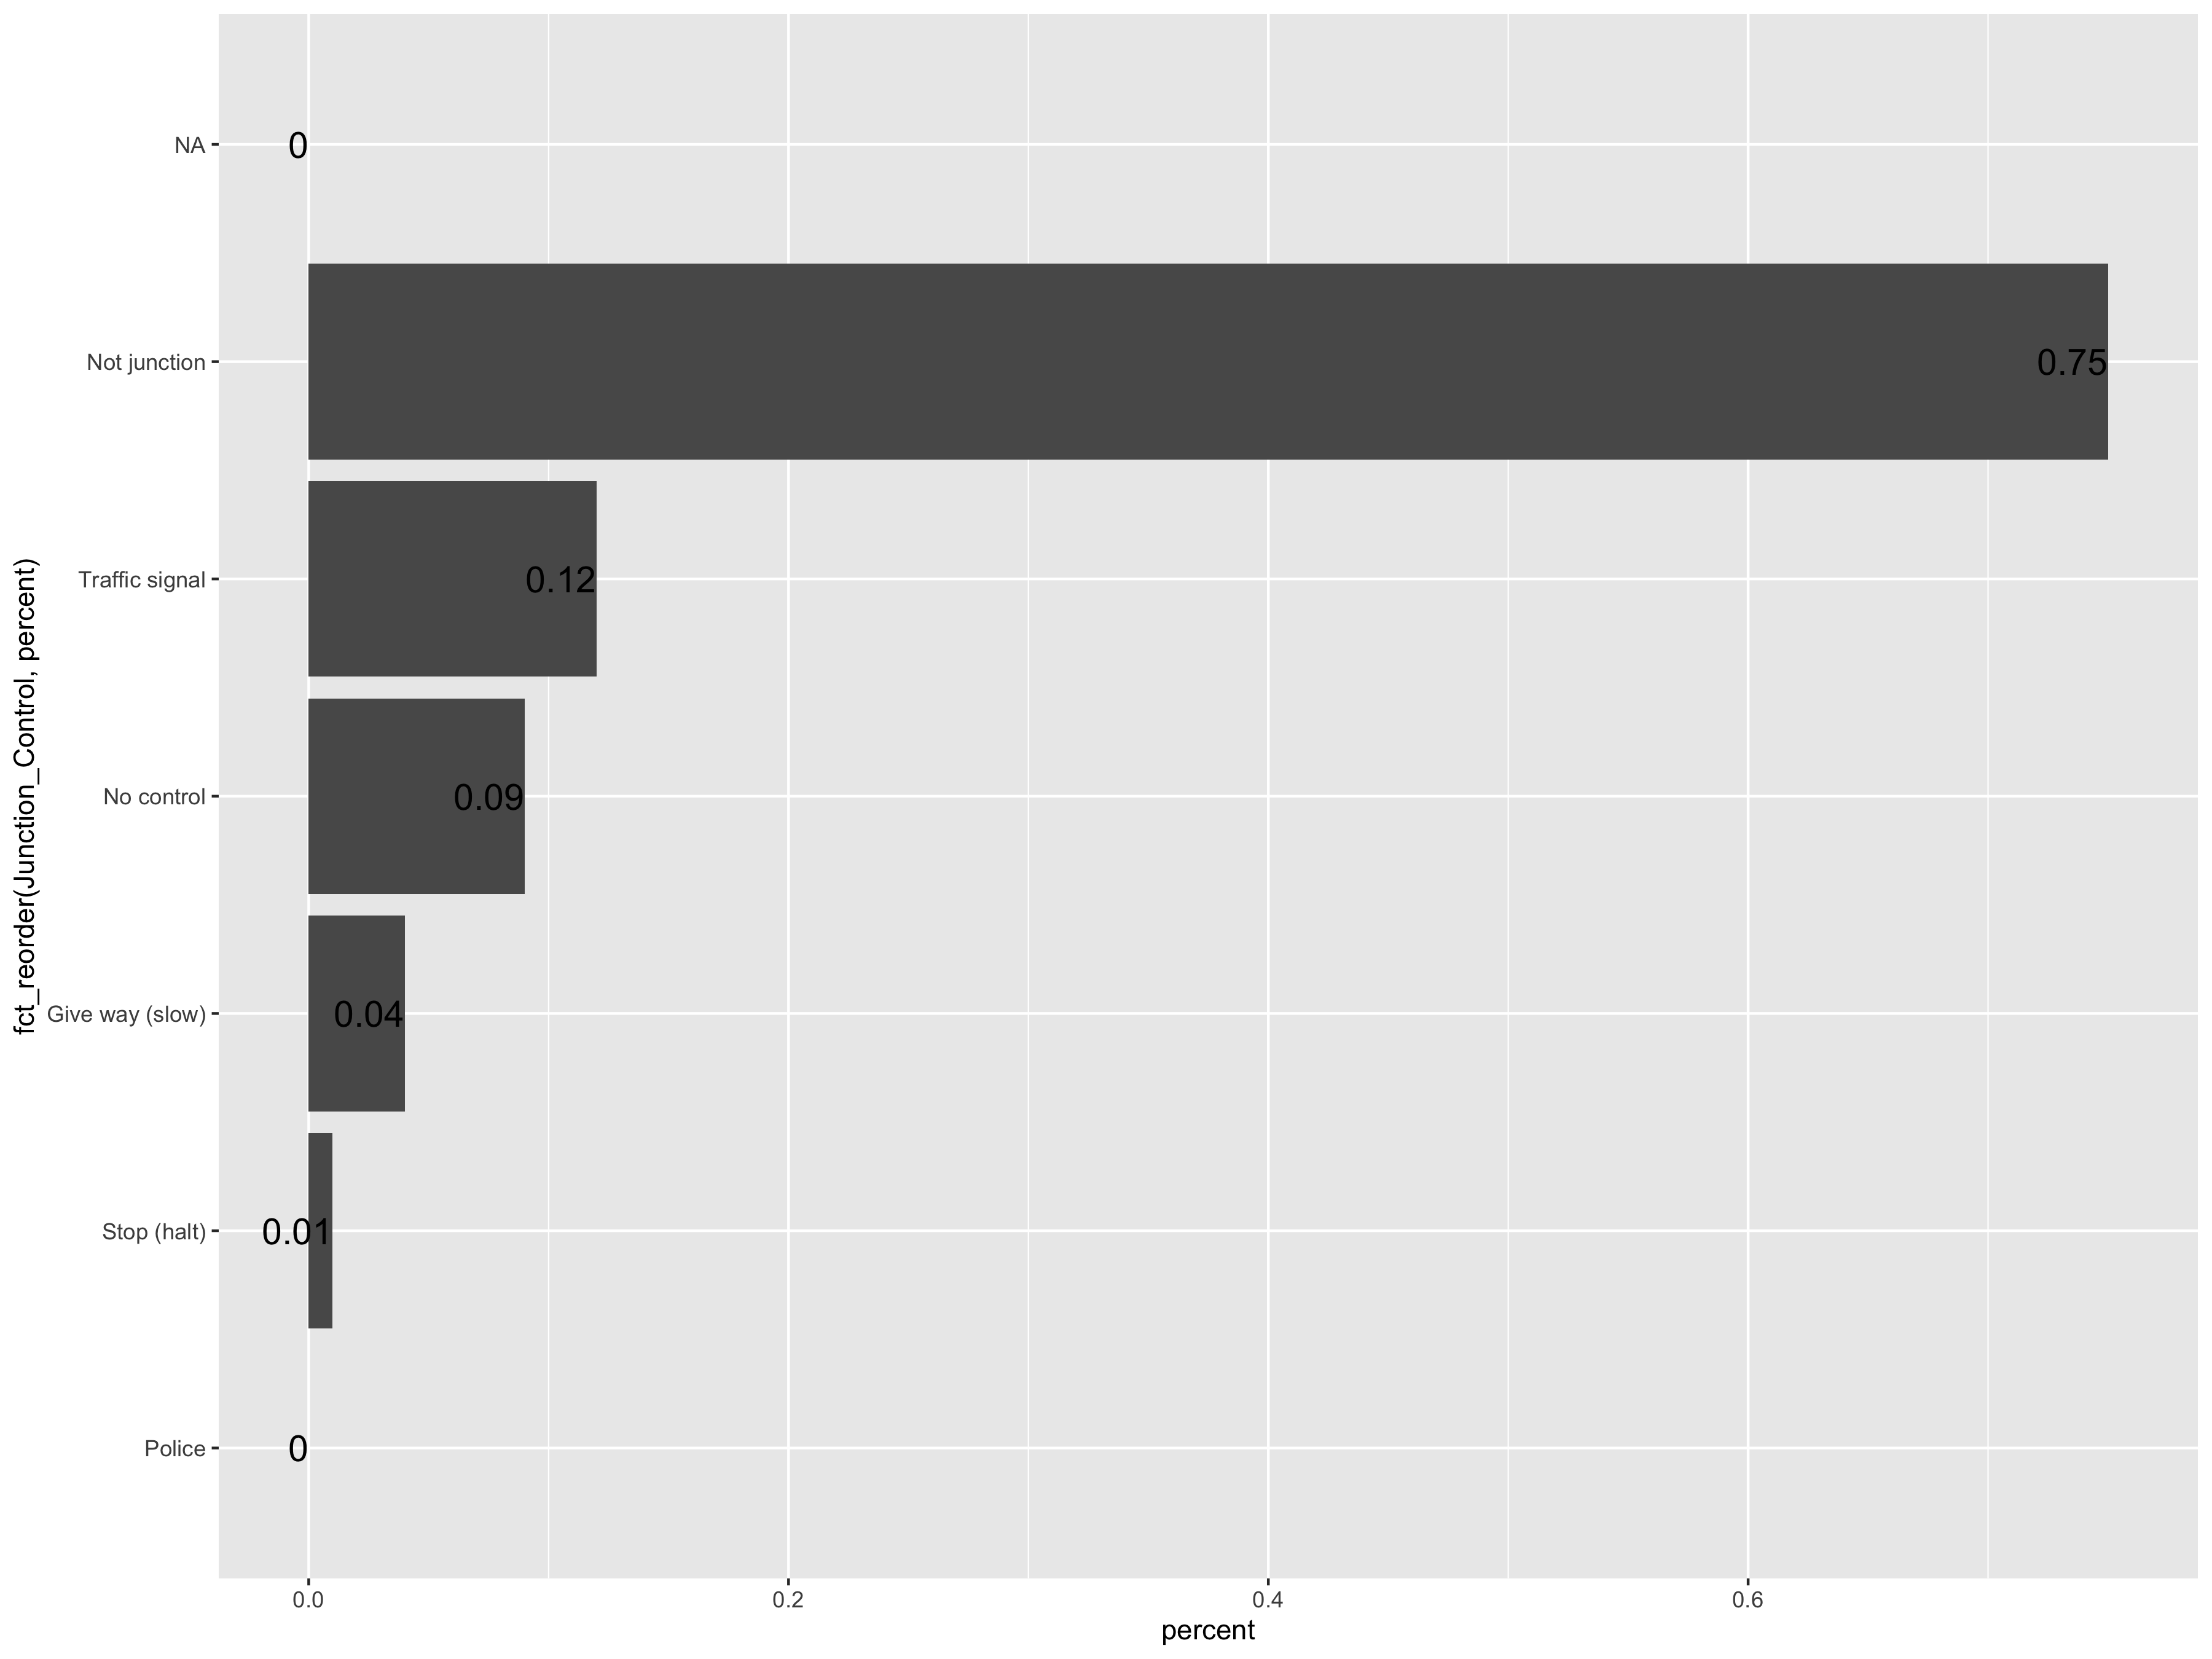 NA
0
Not junction
0.75
Traffic signal
0.12
No control
0.09
Give way (slow)
0.04
Stop (halt)
0.01
Police
0
fct_reorder(Junction_Control, percent)
0.0 0.2 0.4 0.6
percent